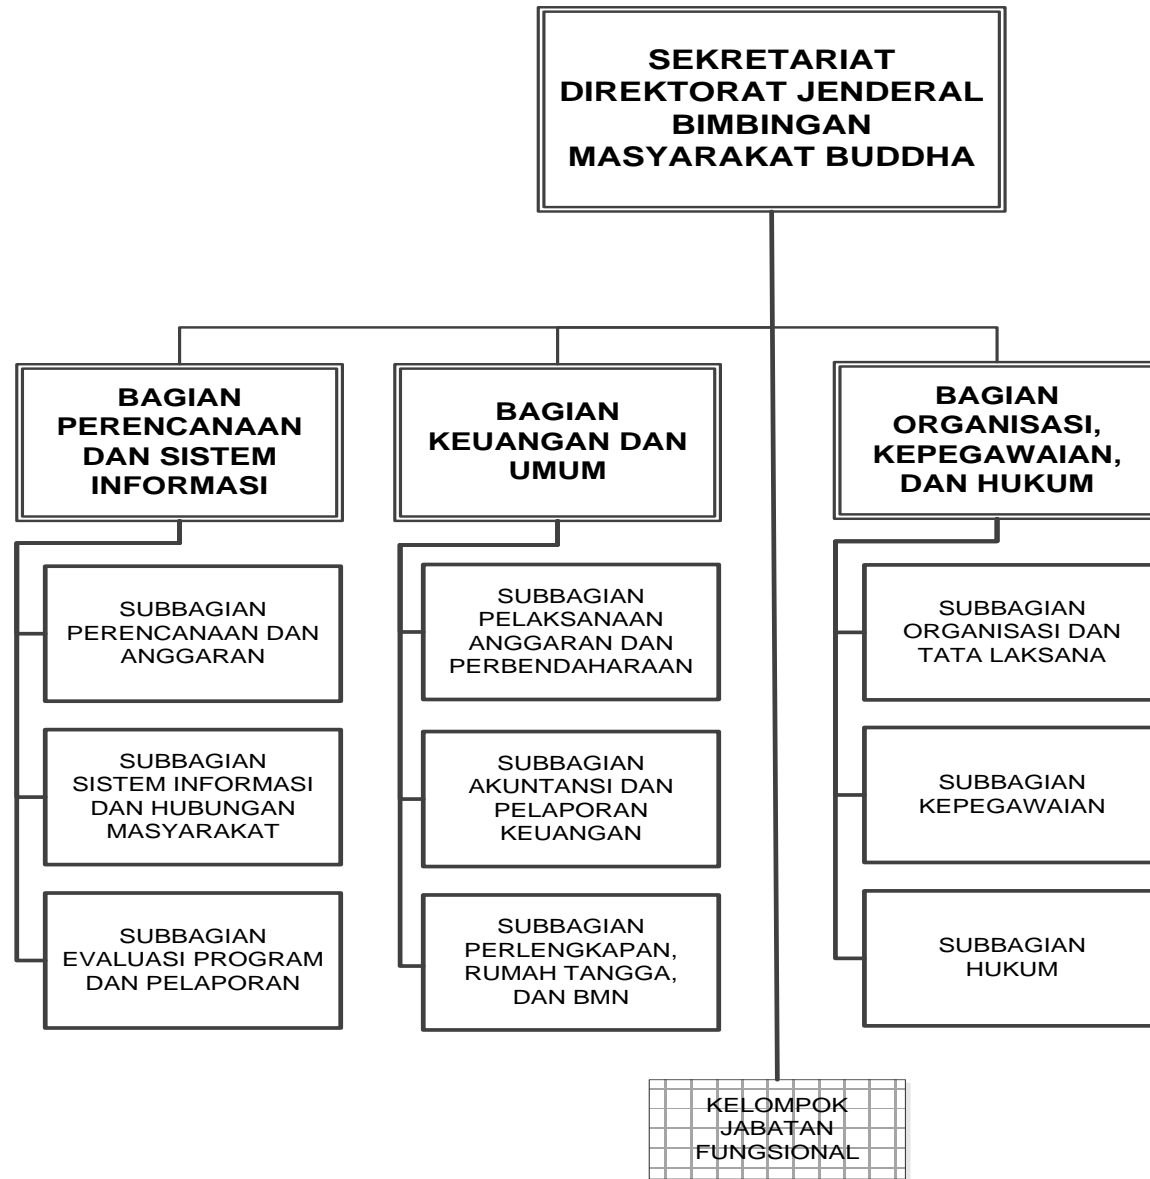 SEKRETARIAT
DIREKTORAT JENDERAL
BIMBINGAN
MASYARAKAT BUDDHA
BAGIAN
PERENCANAAN
DAN SISTEM
INFORMASI
BAGIAN
KEUANGAN DAN
UMUM
BAGIAN
ORGANISASI,
KEPEGAWAIAN,
DAN HUKUM
SUBBAGIAN
PERENCANAAN DAN
ANGGARAN
SUBBAGIAN
PELAKSANAAN
ANGGARAN DAN
PERBENDAHARAAN
SUBBAGIAN
ORGANISASI DAN
TATA LAKSANA
SUBBAGIAN
SISTEM INFORMASI
DAN HUBUNGAN
MASYARAKAT
SUBBAGIAN
AKUNTANSI DAN
PELAPORAN
KEUANGAN
SUBBAGIAN
KEPEGAWAIAN
SUBBAGIAN
EVALUASI PROGRAM
DAN PELAPORAN
SUBBAGIAN
PERLENGKAPAN,
RUMAH TANGGA,
DAN BMN
SUBBAGIAN
HUKUM
KELOMPOK
JABATAN
FUNGSIONAL